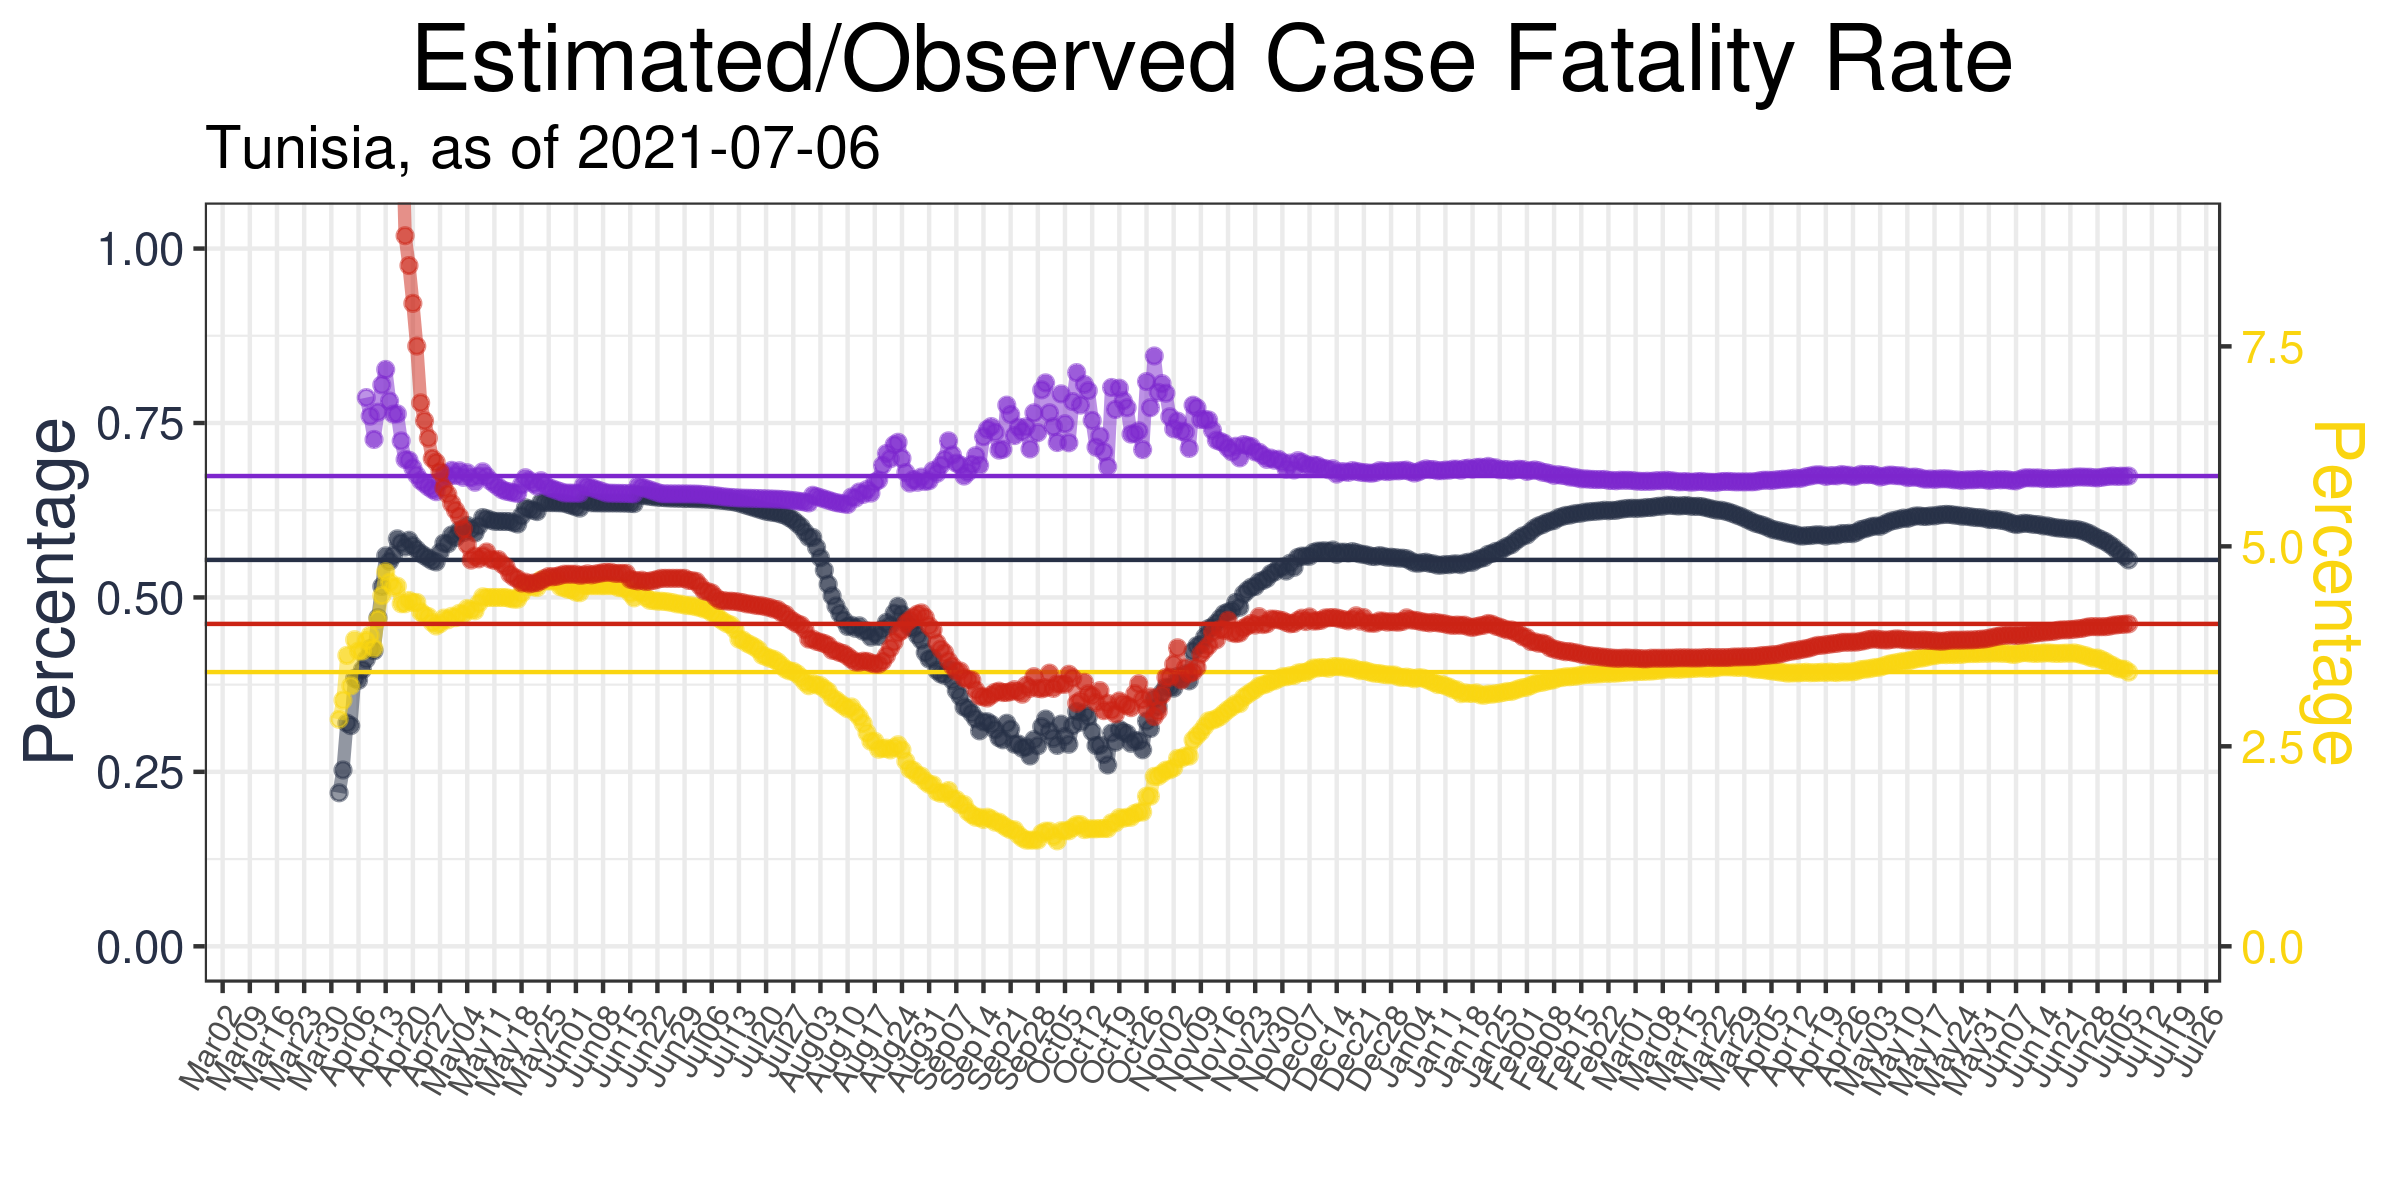 Estimated/Observed Case Fatality Rate
Tunisia, as of 2021-07-06
Percentage
1.00
0.75
0.50
0.25
0.00
7.5
5.0
2.5
0.0
Percentage
Mar02
Mar09
Mar16
Mar23
Mar30
Apr06
Apr13
Apr20
Apr27
May04
May11
May18
May25
Jun01
Jun08
Jun15
Jun22
Jun29
Jul06
Jul13
Jul20
Jul27
Aug03
Aug10
Aug17
Aug24
Aug31
Sep07
Sep14
Sep21
Sep28
Oct05
Oct12
Oct19
Oct26
Nov02
Nov09
Nov16
Nov23
Nov30
Dec07
Dec14
Dec21
Dec28
Jan04
Jan11
Jan18
Jan25
Feb01
Feb08
Feb15
Feb22
Mar01
Mar08
Mar15
Mar22
Mar29
Apr05
Apr12
Apr19
Apr26
May03
May10
May17
May24
May31
Jun07
Jun14
Jun21
Jun28
Jul05
Jul12
Jul19
Jul26